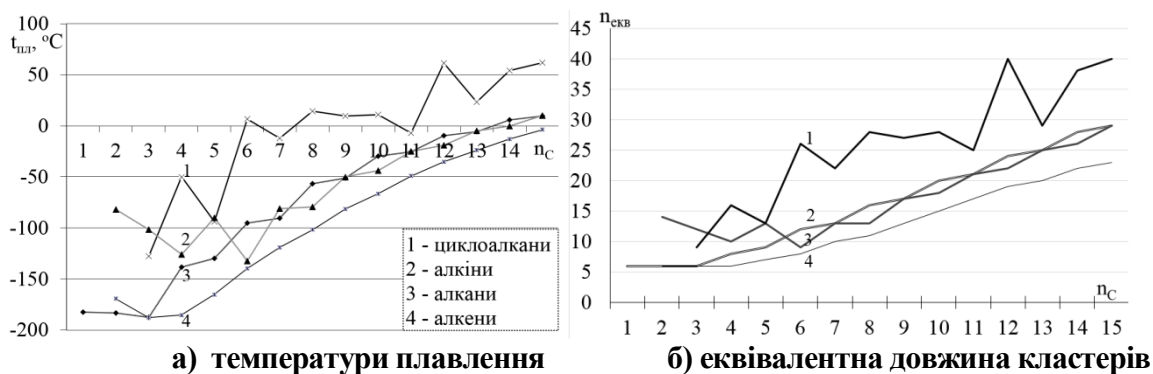 100
t пл, ºC
50
0
-50
-100
-150
-200
1 2 3 4 5 6 7 8 9 10 11 12 13 14 n C
1
2
3
4
1 - циклоалкани
2 - алкіни
3 - алкани
4 - алкени
а) температури плавлення
n екв
45
40
35
30
25
20
15
10
5
0
1
2
3
4
n C
1 2 3 4 5 6 7 8 9 10 11 12 13 14 15
б) еквівалентна довжина кластерів